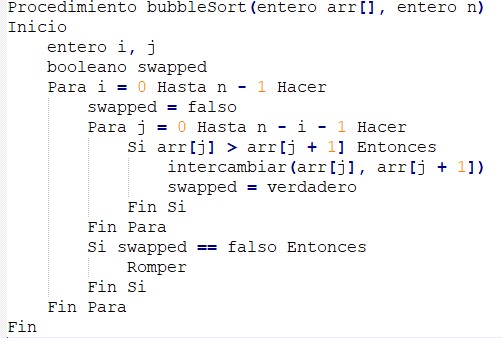 Procedimiento bubbleSort(entero arr[], entero n)
Inicio
    entero i, j
    booleano swapped
    Para i = 0 Hasta n - 1 Hacer
        swapped = falso
        Para j = 0 Hasta n - i - 1 Hacer
            Si arr[j] > arr[j + 1] Entonces
                intercambiar(arr[j], arr[j + 1])
                swapped = verdadero
            Fin Si
        Fin Para
        Si swapped == falso Entonces
            Romper
        Fin Si
    Fin Para
Fin